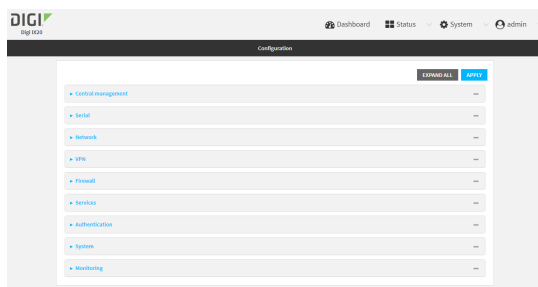 DIGI
Digi IX20
Dashboard
Status
System
admin
Configuration
EXPAND ALL
APPLY
Central management
Serial
Network
VPN
Firewall
Services
Authentication
System
Monitoring